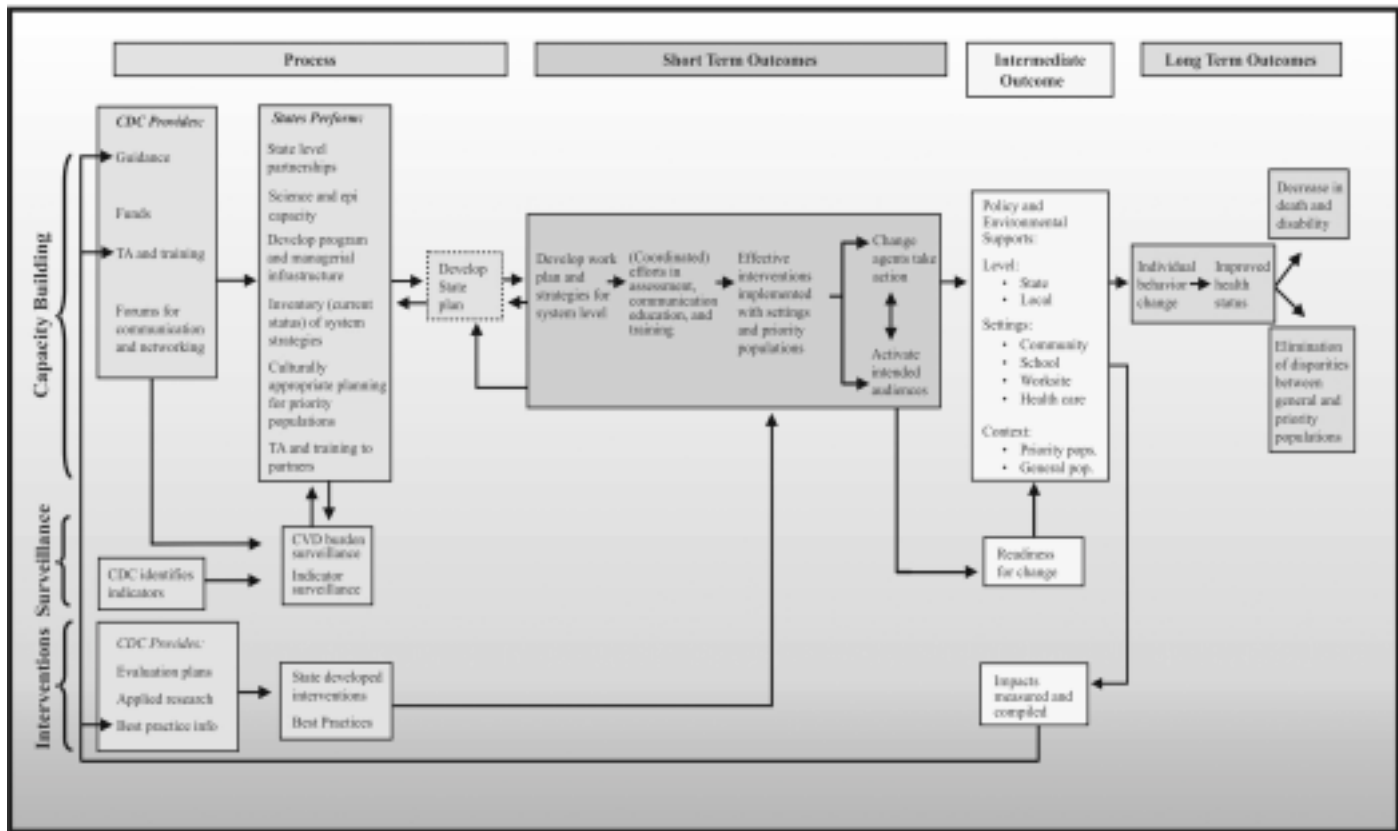 Process
Short Term Outcomes
Intermediate
Outcome
Long Term Outcomes
Capacity Building
Surveillance
Interventions
CDC Provides:
Guidance
Funds
TA and training
Forums for
communication
and networking
States Perform:
State level
partnerships
Science and epi
capacity
Develop program
and managerial
infrastructure
Inventory (current
status) of system
strategies
Culturally
appropriate planning
for priority
populations
TA and training to
partners
Develop
State
plan
Develop work
plan and
strategies for
system level
(Coordinated)
efforts in
assessment,
communication
education, and
training
Effective
interventions
implemented
with settings
and priority
populations
Change
agents take
action
Activate
intended
audiences
Policy and
Environmental
Supports:
Level:
• State
• Local
Settings:
• Community
• School
• Worksite
• Health care
Context:
• Priority pops.
• General pop.
Individual
behavior
change
Improved
health
status
Decrease in
death and
disability
Elimination
of disparities
between
general and
priority
populations
CVD burden
surveillance
Indicator
surveillance
CDC identifies
indicators
Readiness
for change
CDC Provides:
Evaluation plans
Applied research
Best practice info
State developed
interventions
Best Practices
Impacts
measured and
compiled